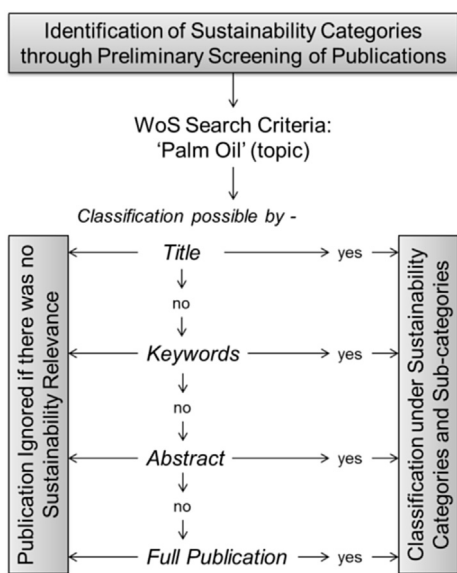 Identification of Sustainability Categories
through Preliminary Screening of Publications
WoS Search Criteria:
‘Palm Oil’ (topic)
Classification possible by -
Publication Ignored if there was no
Sustainability Relevance
Title
yes
no
Keywords
yes
no
Abstract
yes
no
Full Publication
yes
Classification under Sustainability
Categories and Sub-categories